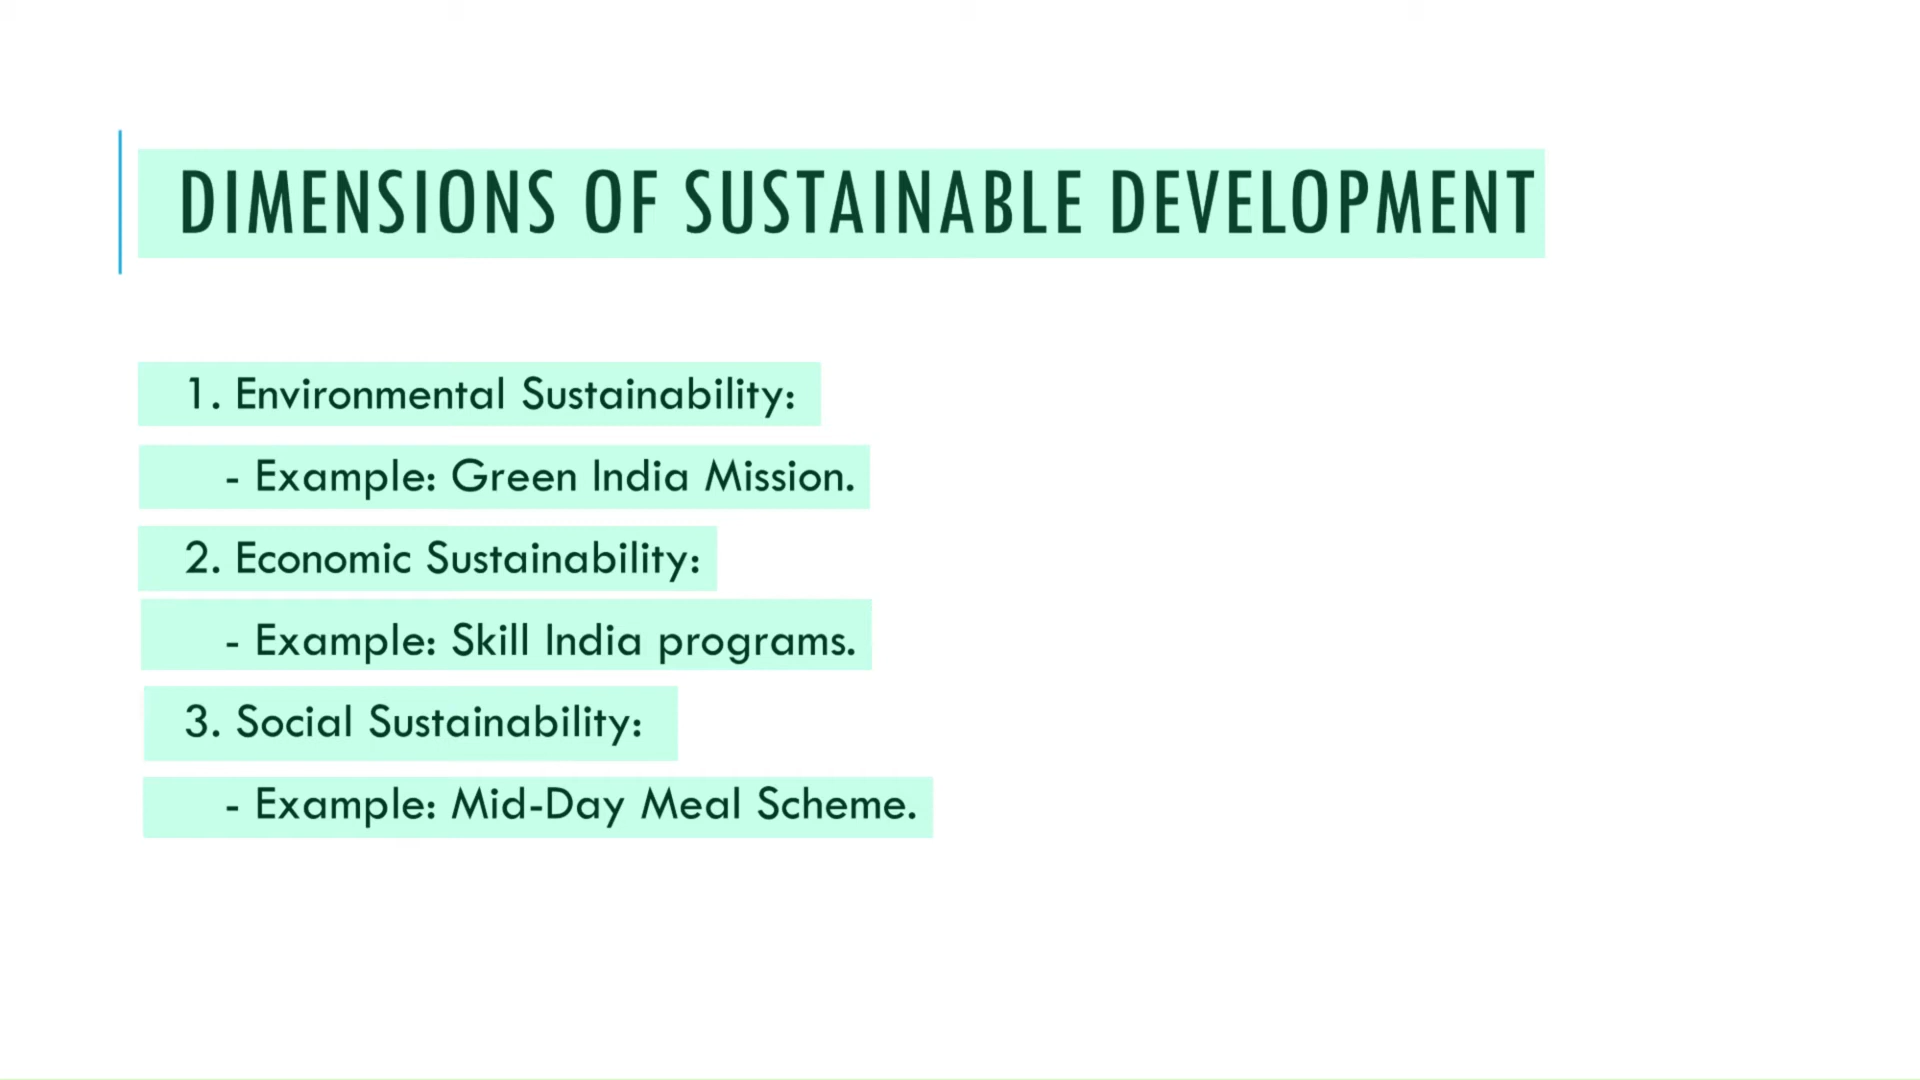 DIMENSIONS OF SUSTAINABLE DEVELOPMENT
1. Environmental Sustainability:
- Example: Green India Mission.
2. Economic Sustainability:
- Example: Skill India programs.
3. Social Sustainability:
- Example: Mid-Day Meal Scheme.